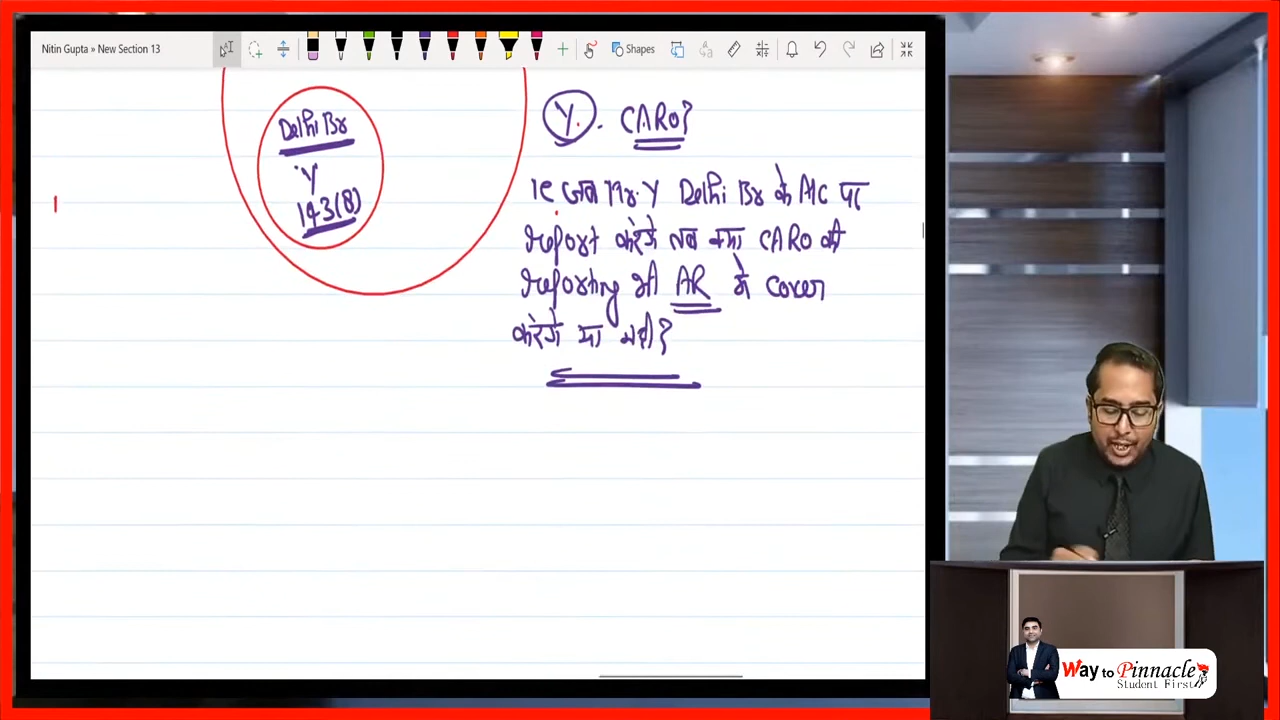 Nitin Gupta » New Section 13
Shapes
Delhi Br
Y
143(8)
Y. CARO?
IE जब Mr. Y Delhi Br के A/C पर
report करेंगे तब क्या CARO की
reporting भी AR में cover
करेंगे या नहीं?
Way to Pinnacle
Student First